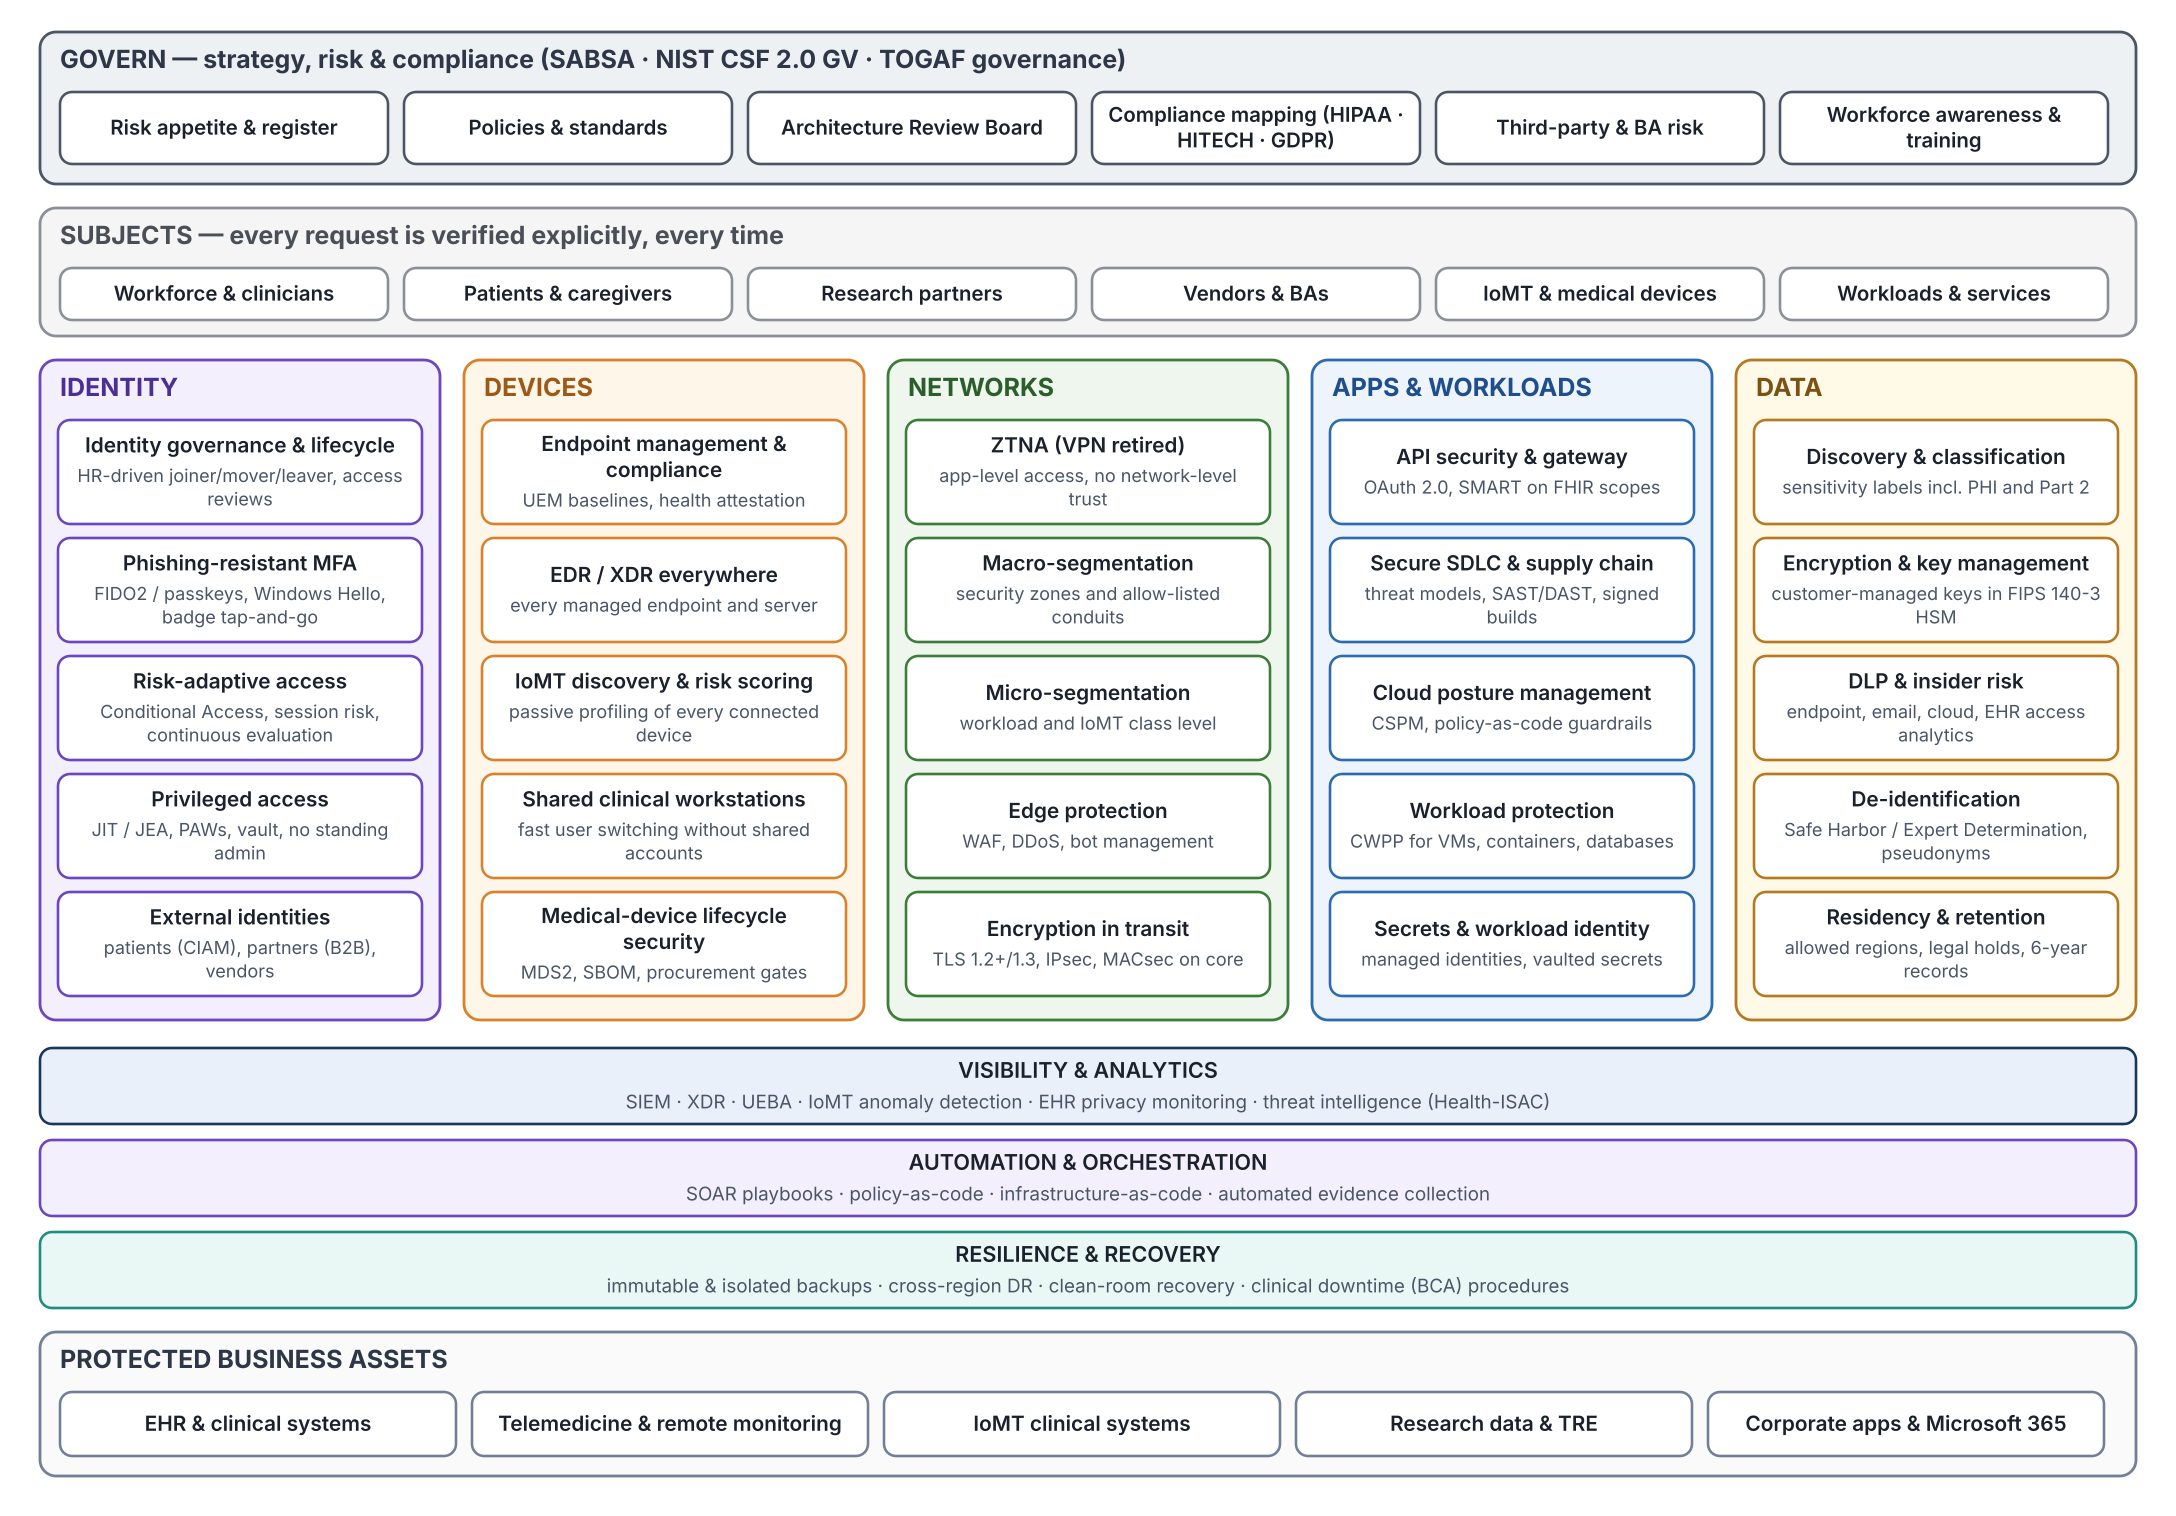 GOVERN — strategy, risk & compliance (SABSA · NIST CSF 2.0 GV · TOGAF governance)
Risk appetite & register
Policies & standards
Architecture Review Board
Compliance mapping (HIPAA ·
HITECH · GDPR)
Third-party & BA risk
Workforce awareness &
training
SUBJECTS — every request is verified explicitly, every time
Workforce & clinicians
Patients & caregivers
Research partners
Vendors & BAs
IoMT & medical devices
Workloads & services
IDENTITY
Identity governance & lifecycle
HR-driven joiner/mover/leaver, access
reviews
Phishing-resistant MFA
FIDO2 / passkeys, Windows Hello,
badge tap-and-go
Risk-adaptive access
Conditional Access, session risk,
continuous evaluation
Privileged access
JIT / JEA, PAWs, vault, no standing
admin
External identities
patients (CIAM), partners (B2B),
vendors
DEVICES
Endpoint management &
compliance
UEM baselines, health attestation
EDR / XDR everywhere
every managed endpoint and server
IoMT discovery & risk scoring
passive profiling of every connected
device
Shared clinical workstations
fast user switching without shared
accounts
Medical-device lifecycle
security
MDS2, SBOM, procurement gates
NETWORKS
ZTNA (VPN retired)
app-level access, no network-level
trust
Macro-segmentation
security zones and allow-listed
conduits
Micro-segmentation
workload and IoMT class level
Edge protection
WAF, DDoS, bot management
Encryption in transit
TLS 1.2+/1.3, IPsec, MACsec on core
APPS & WORKLOADS
API security & gateway
OAuth 2.0, SMART on FHIR scopes
Secure SDLC & supply chain
threat models, SAST/DAST, signed
builds
Cloud posture management
CSPM, policy-as-code guardrails
Workload protection
CWPP for VMs, containers, databases
Secrets & workload identity
managed identities, vaulted secrets
DATA
Discovery & classification
sensitivity labels incl. PHI and Part 2
Encryption & key management
customer-managed keys in FIPS 140-3
HSM
DLP & insider risk
endpoint, email, cloud, EHR access
analytics
De-identification
Safe Harbor / Expert Determination,
pseudonyms
Residency & retention
allowed regions, legal holds, 6-year
records
VISIBILITY & ANALYTICS
SIEM · XDR · UEBA · IoMT anomaly detection · EHR privacy monitoring · threat intelligence (Health-ISAC)
AUTOMATION & ORCHESTRATION
SOAR playbooks · policy-as-code · infrastructure-as-code · automated evidence collection
RESILIENCE & RECOVERY
immutable & isolated backups · cross-region DR · clean-room recovery · clinical downtime (BCA) procedures
PROTECTED BUSINESS ASSETS
EHR & clinical systems
Telemedicine & remote monitoring
IoMT clinical systems
Research data & TRE
Corporate apps & Microsoft 365